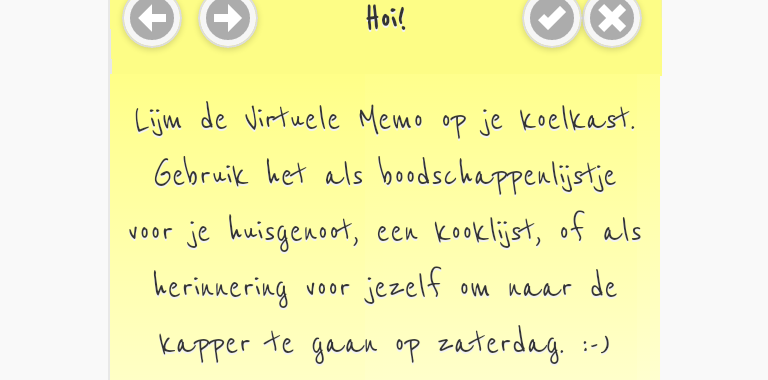 Hoi!
Lijm de Virtuele Memo op je koelkast.
Gebruik het als boodschappenlijstje
voor je huisgenoot, een kooklijst, of als
herinnering voor jezelf om naar de
kapper te gaan op zaterdag. :-)